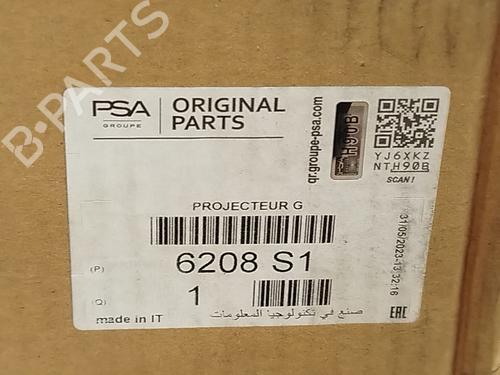 B-PARTS
PSA
GROUPE
ORIGINAL
PARTS
qr.groupe-psa.com
H90B
YJ6XKZ
NTH90B
SCAN!
PROJECTEUR G
(P)
6208 S1
(Q)
1
31/05/2023-13:32:16
made in IT
صنع في تكنولوجيا المعلومات
EAC